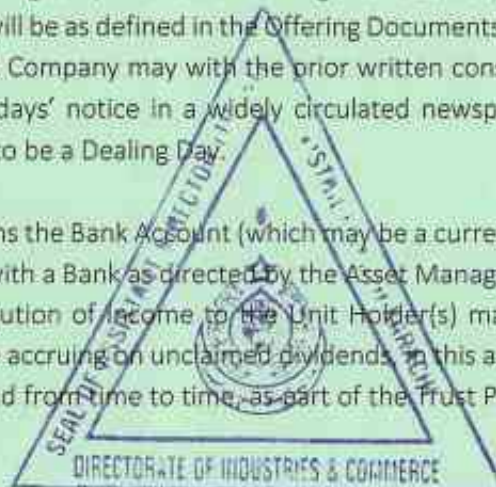 will be as defined in the Offering Documents
Company may with the prior written cons
days' notice in a widely circulated newsp
to be a Dealing Day.
ns the Bank Account (which may be a curre
with a Bank as directed by the Asset Manag
ution of Income to the Unit Holder(s) ma
accruing on unclaimed dividends, in this a
d from time to time, as part of the Trust P
SEAL OF ASSISTANT DIRECTOR
DIRECTORATE OF INDUSTRIES & COMMERCE